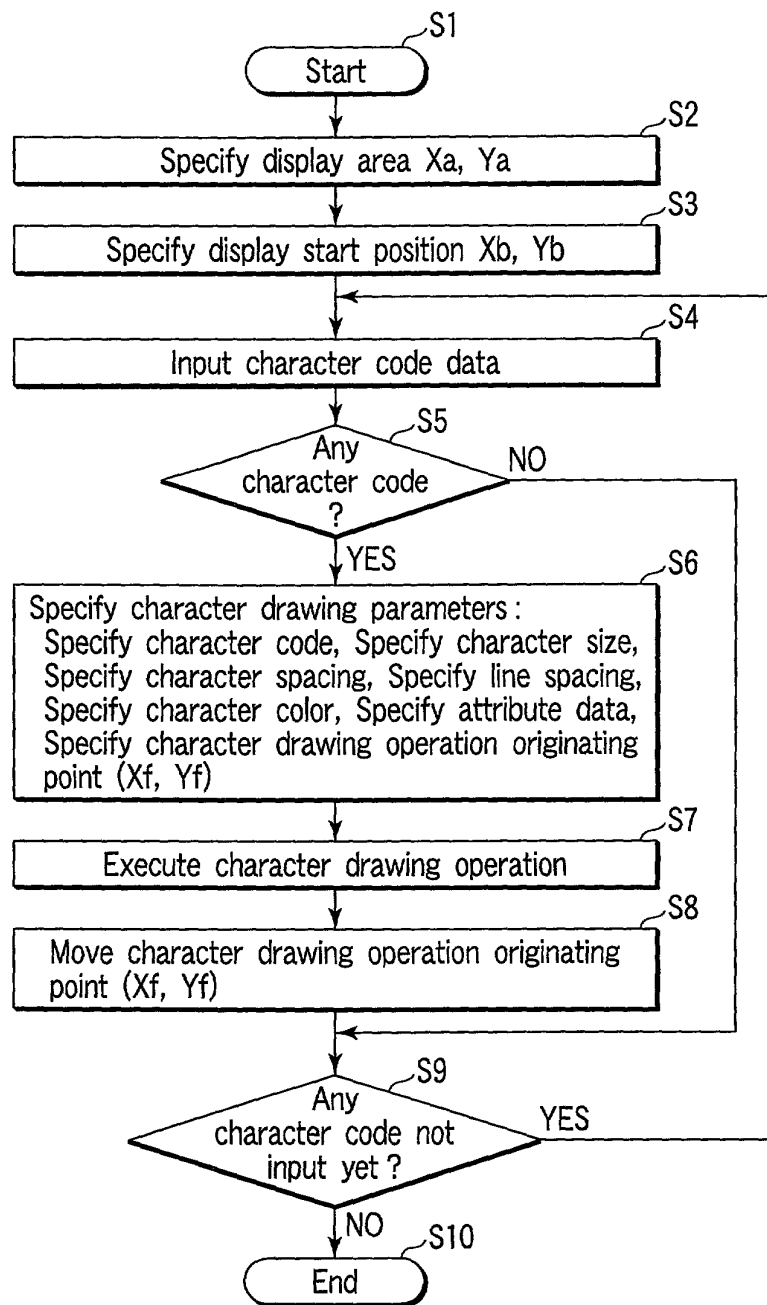 S1
Start
S2
Specify display area Xa, Ya
S3
Specify display start position Xb, Yb
S4
Input character code data
S5
Any
character code
?
NO
YES
S6
Specify character drawing parameters :
Specify character code, Specify character size,
Specify character spacing, Specify line spacing,
Specify character color, Specify attribute data,
Specify character drawing operation originating
point (Xf, Yf)
S7
Execute character drawing operation
S8
Move character drawing operation originating
point (Xf, Yf)
S9
Any
character code not
input yet ?
YES
NO
S10
End